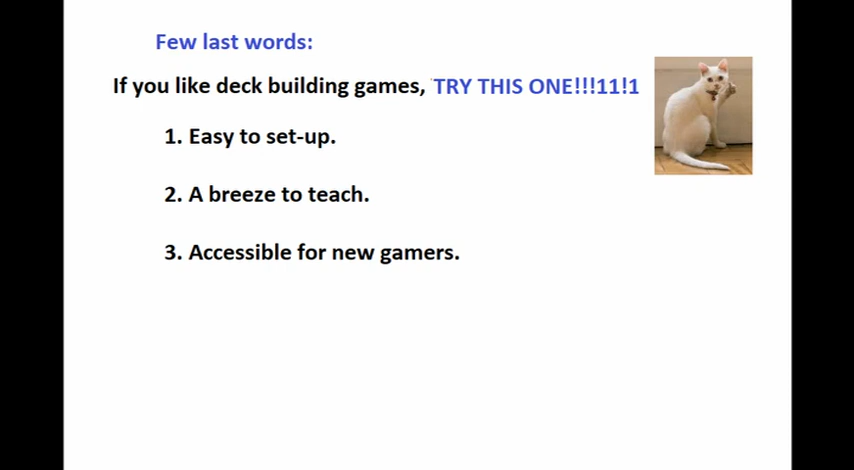 Few last words:
If you like deck building games, TRY THIS ONE!!!11!1
1. Easy to set-up.
2. A breeze to teach.
3. Accessible for new gamers.